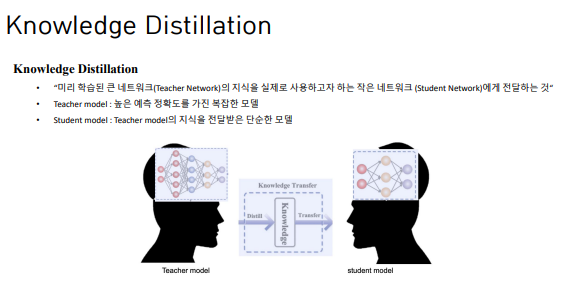 Knowledge Distillation
Knowledge Distillation
• "미리 학습된 큰 네트워크(Teacher Network)의 지식을 실제로 사용하고자 하는 작은 네트워크 (Student Network)에게 전달하는 것"
• Teacher model : 높은 예측 정확도를 가진 복잡한 모델
• Student model : Teacher model의 지식을 전달받은 단순한 모델
Knowledge Transfer
Distill
Knowledge
Transfer
Teacher model
student model